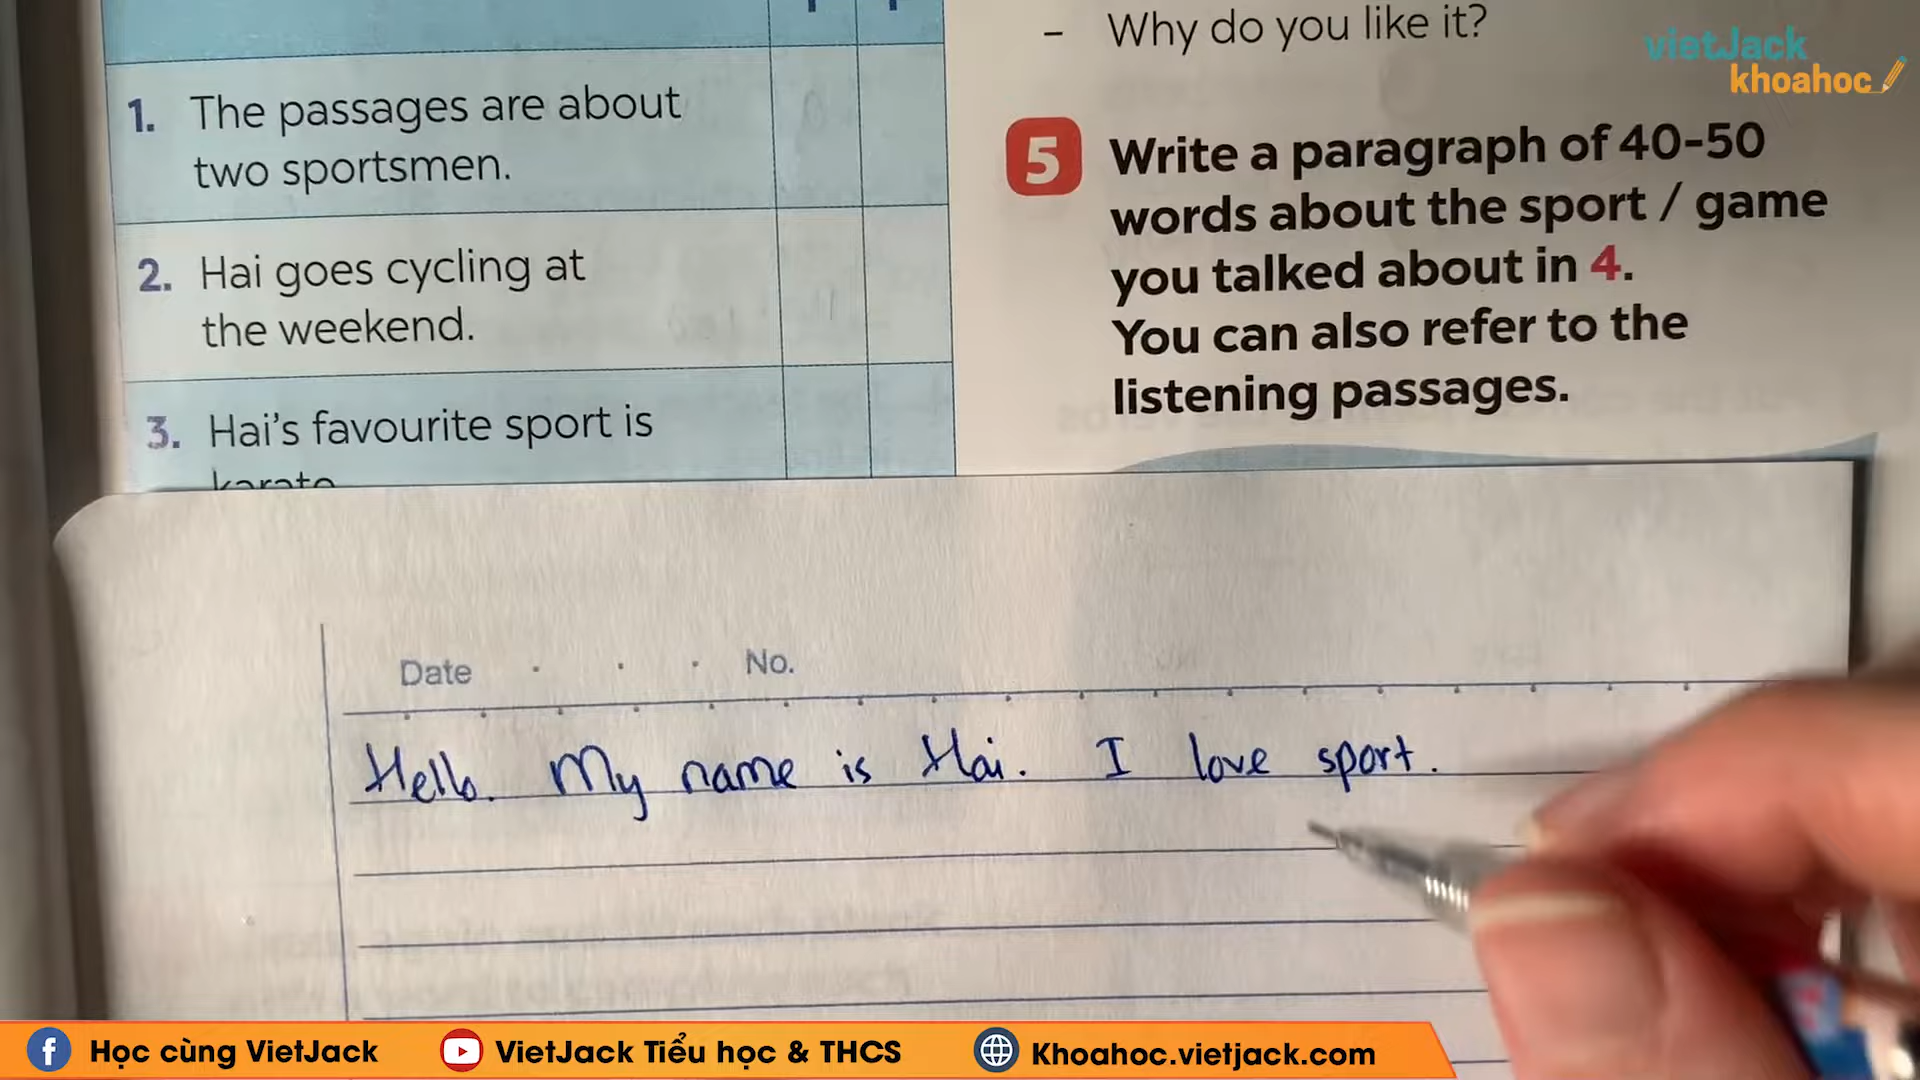 – Why do you like it?
vietJack
khoahoc
1. The passages are about
two sportsmen.
2. Hai goes cycling at
the weekend.
3. Hai's favourite sport is
karate
5 Write a paragraph of 40-50
words about the sport / game
you talked about in 4.
You can also refer to the
listening passages.
Date No.
Hello. My name is Hai. I love sport.
Học cùng VietJack
VietJack Tiểu học & THCS
Khoahoc.vietjack.com